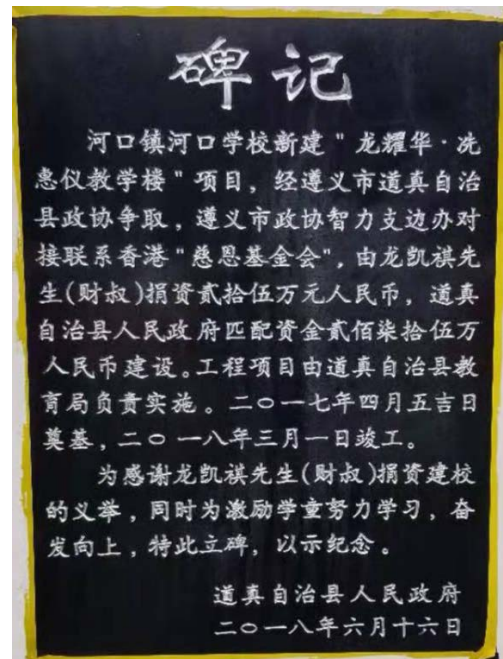 碑记
河口镇河口学校新建"龙耀华·冼
惠仪教学楼"项目，经遵义市道真自治
县政协争取，遵义市政协智力支边办对
接联系香港"慈恩基金会"，由龙凯祺先
生(财叔)捐资贰拾伍万元人民币，道真
自治县人民政府匹配资金贰佰柒拾伍万
人民币建设。工程项目由道真自治县教
育局负责实施。二〇一七年四月五吉日
奠基，二〇一八年三月一日竣工。
为感谢龙凯祺先生(财叔)捐资建校
的义举，同时为激励学童努力学习，奋
发向上，特此立碑，以示纪念。
道真自治县人民政府
二〇一八年六月十六日